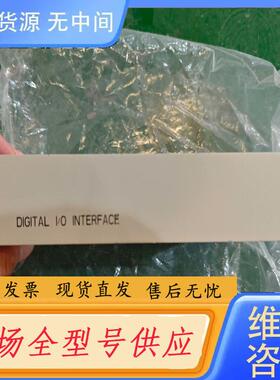 货源 无中间
DIGITAL I/O INTERFACE
发票 现货直发 售后无忧
场全型号供应
维
咨